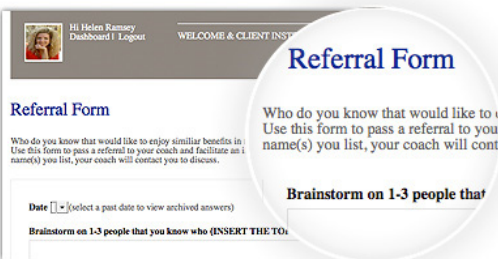 Hi Helen Ramsey
Dashboard | Logout
WELCOME & CLIENT INST
Referral Form
Who do you know that would like to enjoy similiar benefits in
Use this form to pass a referral to your coach and facilitate an i
name(s) you list, your coach will contact you to discuss.
Date (select a past date to view archived answers)
Brainstorm on 1-3 people that you know who {INSERT THE TO
Referral Form
Who do you know that would like to
Use this form to pass a referral to you
name(s) you list, your coach will cont
Brainstorm on 1-3 people that